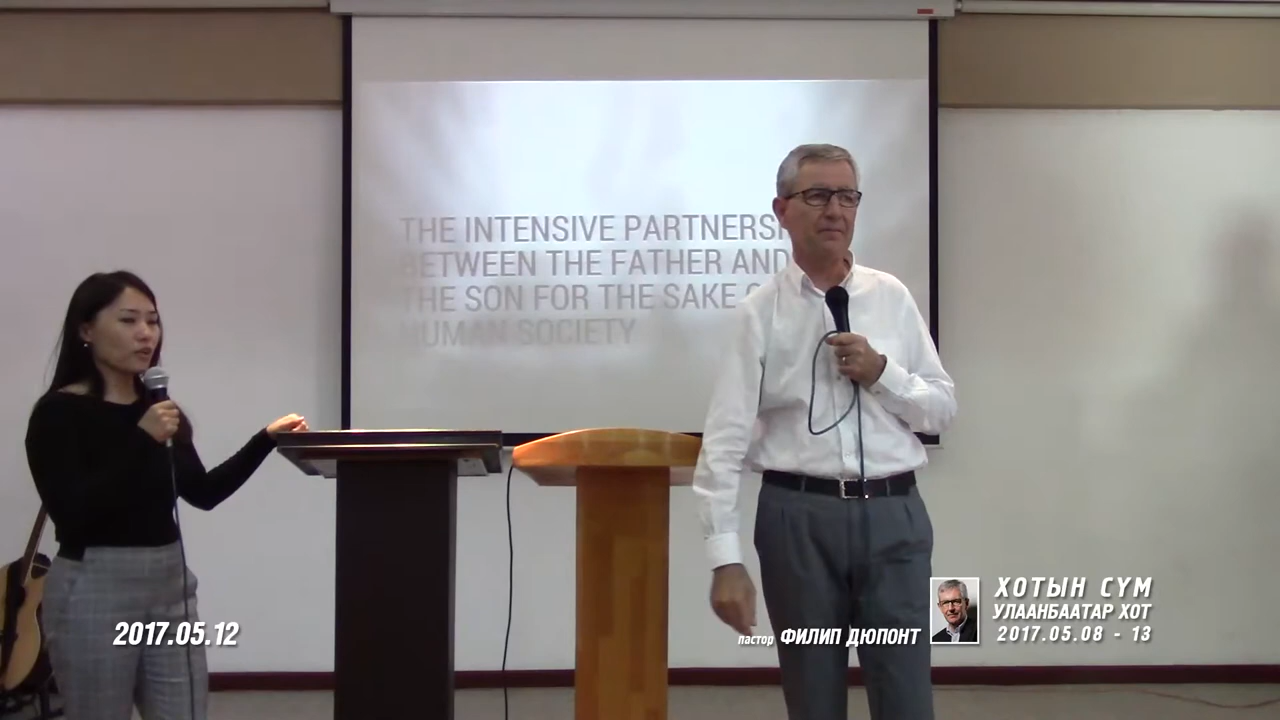 THE INTENSIVE PARTNERSH
BETWEEN THE FATHER AND
THE SON FOR THE SAKE
HUMAN SOCIETY
2017.05.12
пастор ФИЛИП ДЮПОНТ
ХОТЫН СҮМ
УЛААНБААТАР ХОТ
2017.05.08 - 13